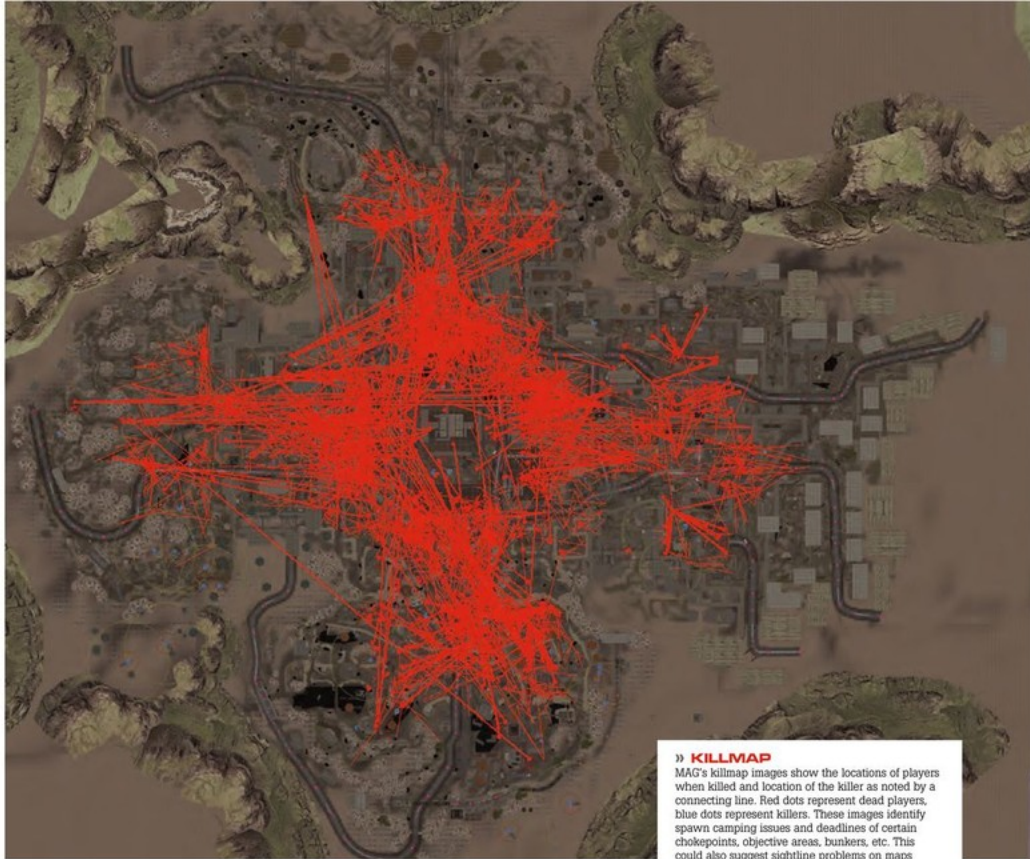 » KILLMAP
MAG's killmap images show the locations of players
when killed and location of the killer as noted by a
connecting line. Red dots represent dead players,
blue dots represent killers. These images identify
spawn camping issues and deadlines of certain
chokepoints, objective areas, bunkers, etc. This
could also suggest sightline problems on maps